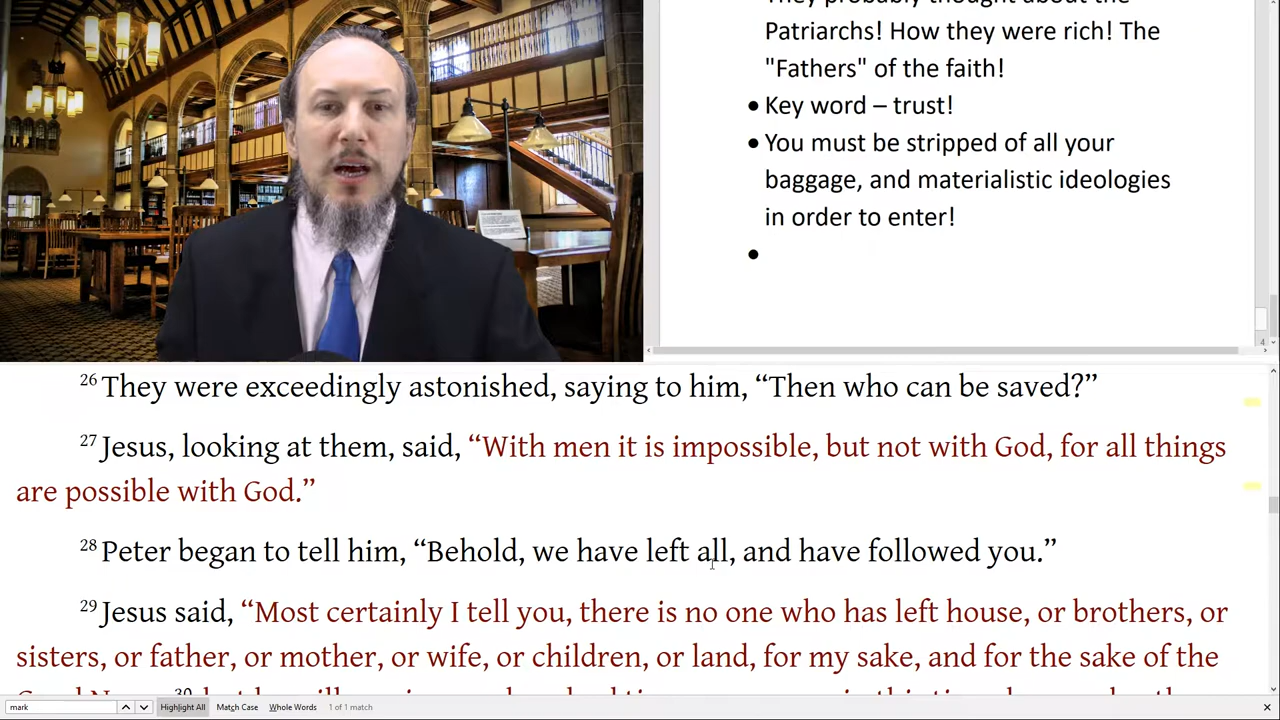 They probably thought about the
Patriarchs! How they were rich! The
"Fathers" of the faith!
• Key word – trust!
• You must be stripped of all your
baggage, and materialistic ideologies
in order to enter!
•
4
26 They were exceedingly astonished, saying to him, “Then who can be saved?”
27 Jesus, looking at them, said, “With men it is impossible, but not with God, for all things
are possible with God.”
28 Peter began to tell him, “Behold, we have left all, and have followed you.”
29 Jesus said, “Most certainly I tell you, there is no one who has left house, or brothers, or
sisters, or father, or mother, or wife, or children, or land, for my sake, and for the sake of the
mark
Highlight All
Match Case
Whole Words
1 of 1 match